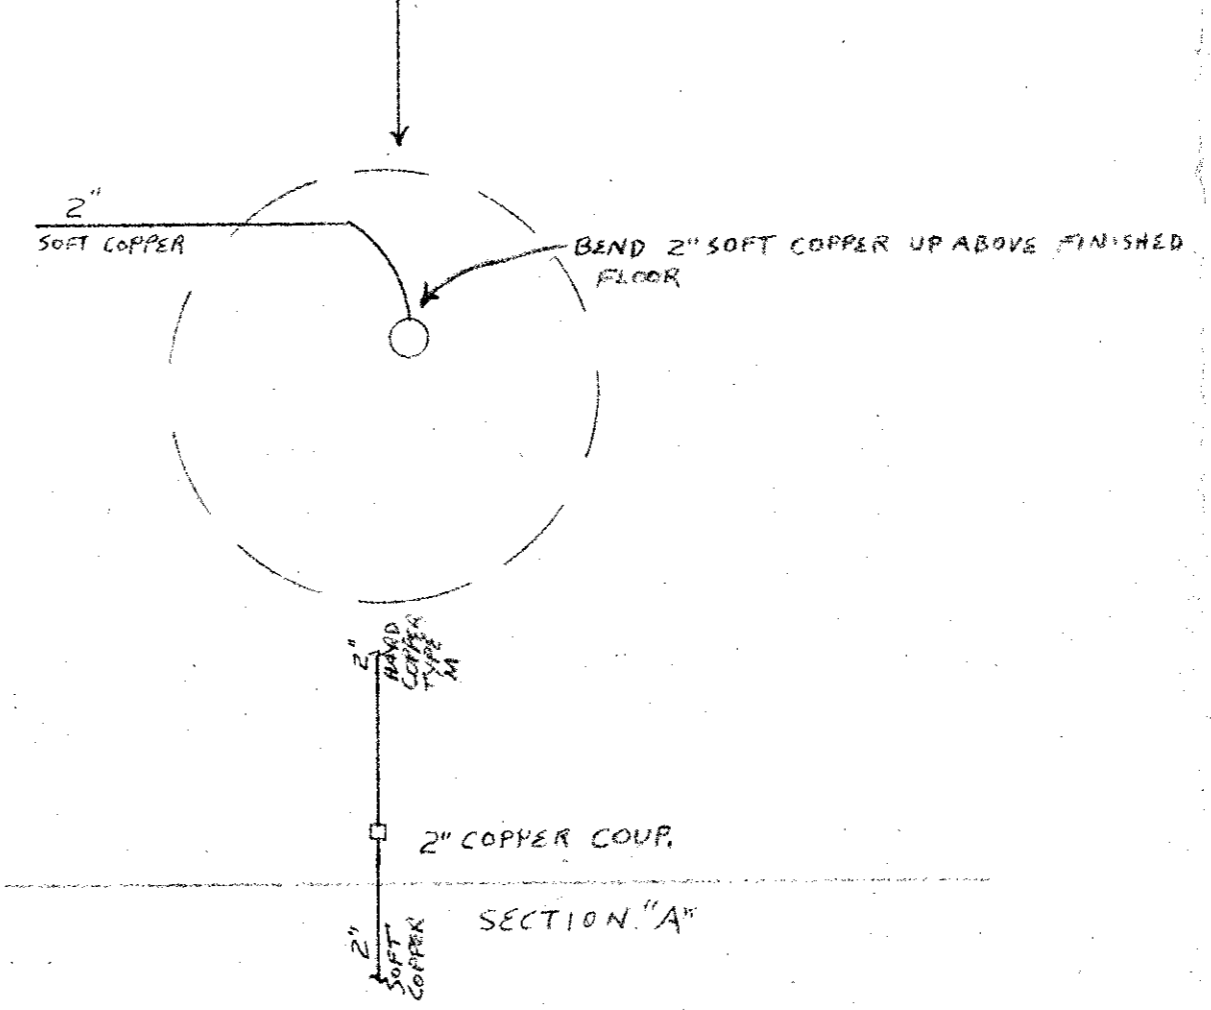 2"
SOFT COPPER
BEND 2" SOFT COPPER UP ABOVE FINISHED
FLOOR
2"
HARD
COPPER
TYPE
M
2" COPPER COUP.
SECTION "A"
2"
SOFT
COPPER